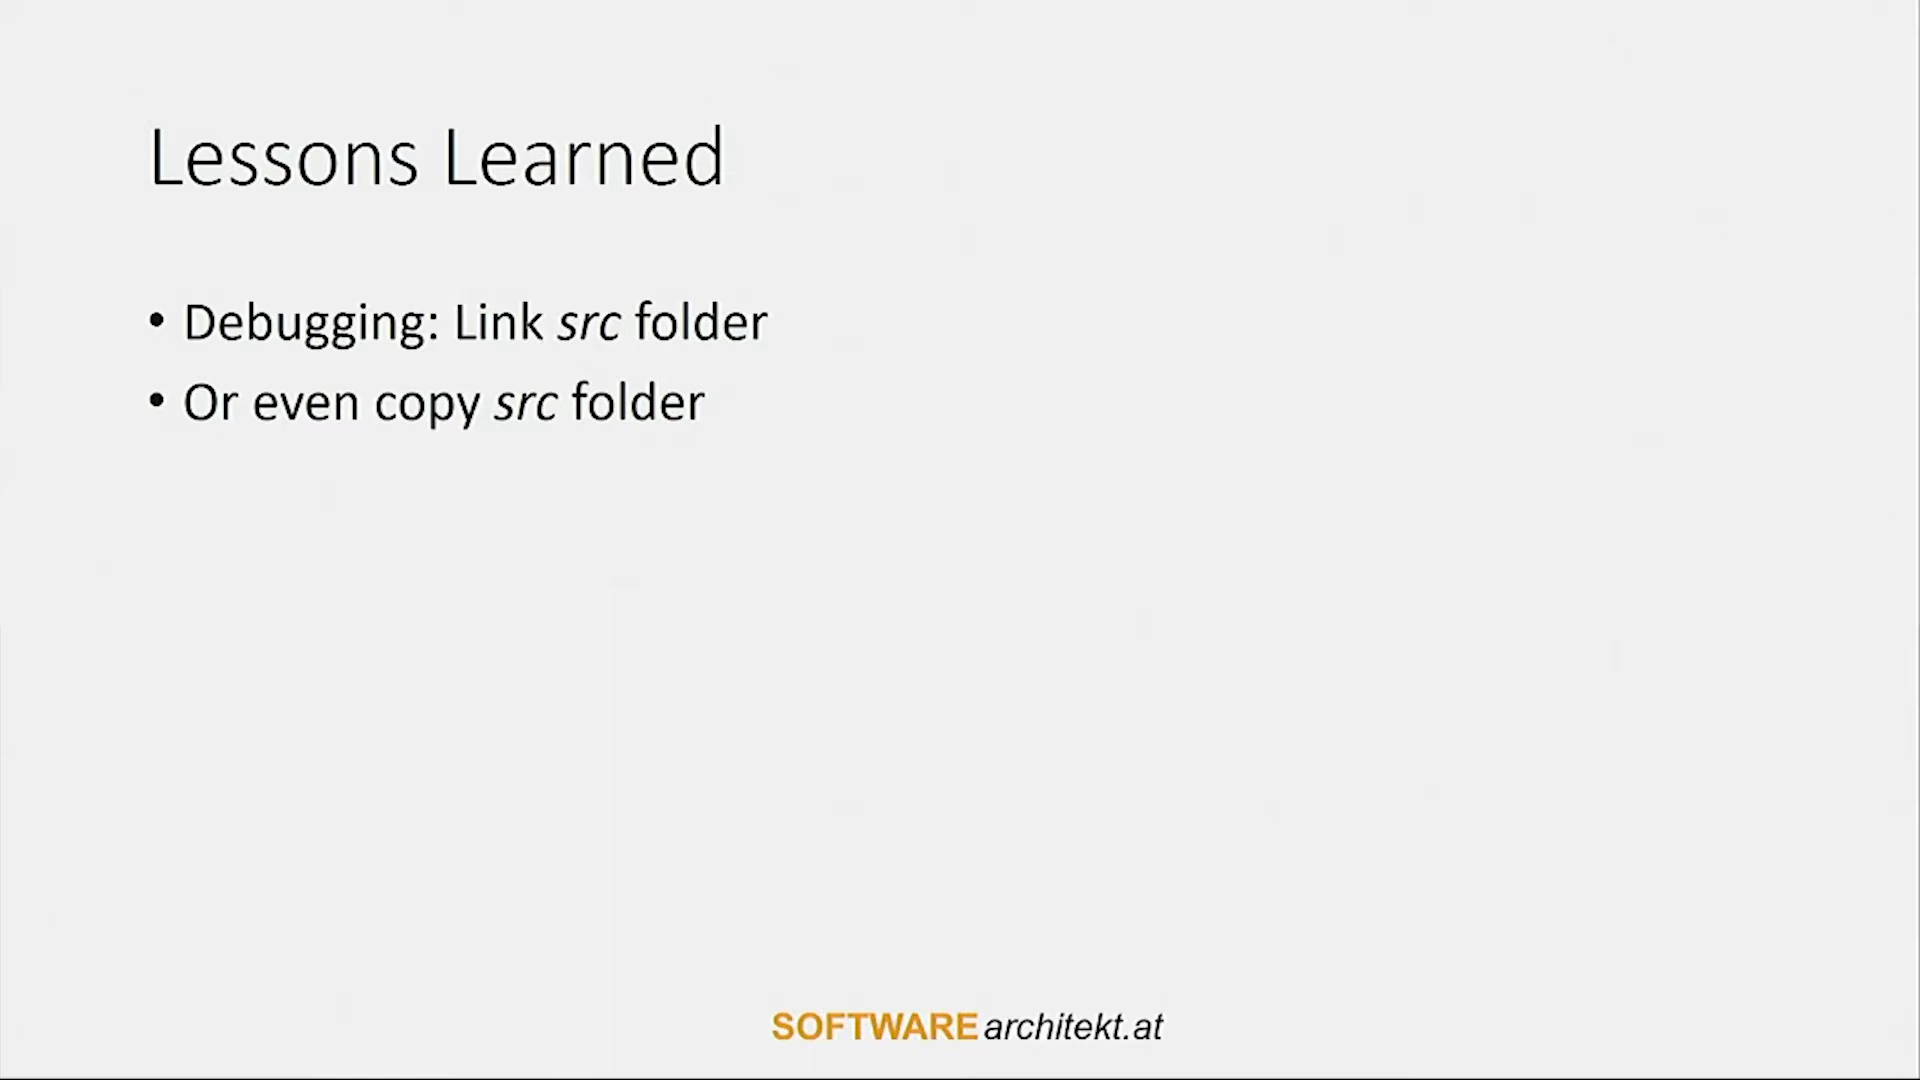 Lessons Learned
• Debugging: Link src folder
• Or even copy src folder
SOFTWAREarchitekt.at